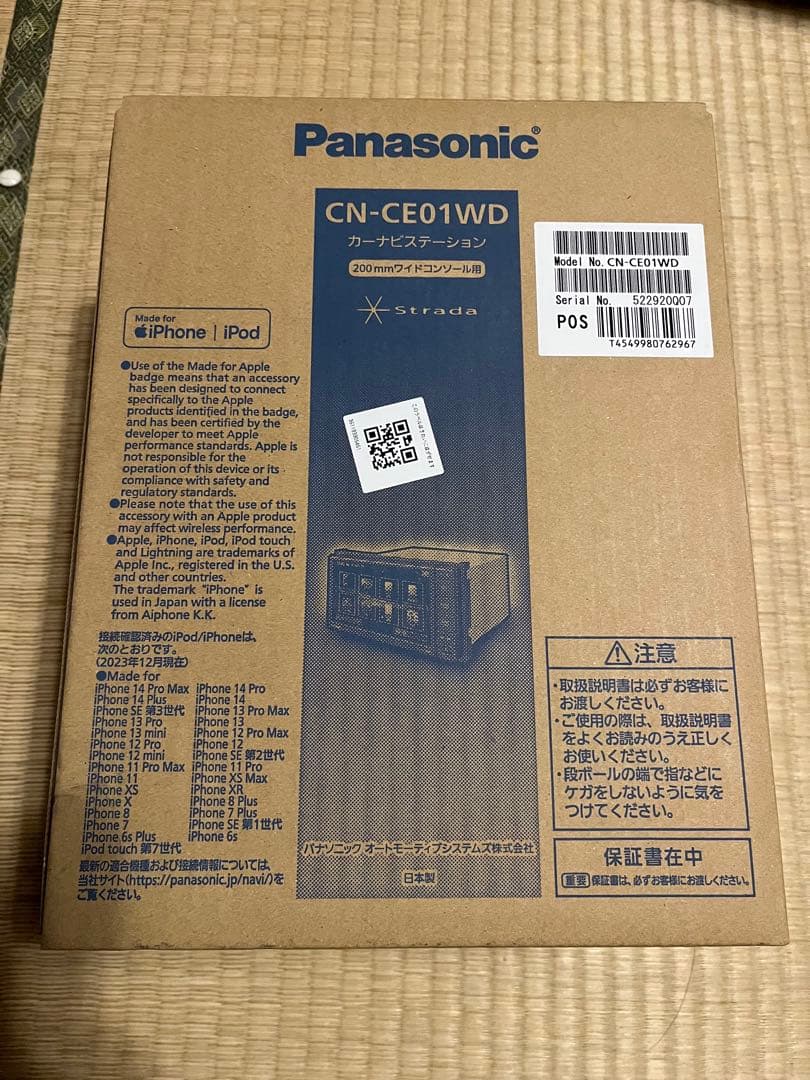 Panasonic®
CN-CE01WD
カーナビステーション
200mmワイドコンソール用
Strada
Model No. CN-CE01WD
Serial No. 522920007
POS
T4549980762967
Made for
iPhone | iPod
●Use of the Made for Apple
badge means that an accessory
has been designed to connect
specifically to the Apple
products identified in the badge,
and has been certified by the
developer to meet Apple
performance standards. Apple is
not responsible for the
operation of this device or its
compliance with safety and
regulatory standards.
●Please note that the use of this
accessory with an Apple product
may affect wireless performance.
●Apple, iPhone, iPod, iPod touch
and Lightning are trademarks of
Apple Inc., registered in the U.S.
and other countries.
The trademark "iPhone" is
used in Japan with a license
from Aiphone K.K.
接続確認済みのiPod/iPhoneは、
次のとおりです。
(2023年12月現在)
●Made for
iPhone 14 Pro Max iPhone 14 Pro
iPhone 14 Plus iPhone 14
iPhone SE 第3世代 iPhone 13 Pro Max
iPhone 13 Pro iPhone 13
iPhone 13 mini iPhone 12 Pro Max
iPhone 12 Pro iPhone 12
iPhone 12 mini iPhone SE 第2世代
iPhone 11 Pro Max iPhone 11 Pro
iPhone 11 iPhone XS Max
iPhone XS iPhone XR
iPhone X iPhone 8 Plus
iPhone 8 iPhone 7 Plus
iPhone 7 iPhone SE 第1世代
iPhone 6s Plus iPhone 6s
iPod touch 第7世代
最新の適合機種および接続情報については、
当社サイト(https://panasonic.jp/navi/)を
ご覧ください。
パナソニック オートモーティブシステムズ株式会社
日本製
注意
・取扱説明書は必ずお客様に
お渡しください。
・ご使用の際は、取扱説明書
をよくお読みのうえ正しく
お使いください。
・段ボールの端で指などに
ケガをしないように気を
つけてください。
保証書在中
重要 保証書は、必ずお客様にお渡しください。